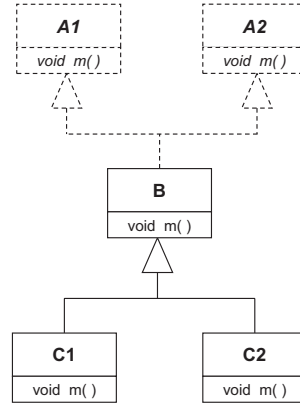 A1
void m( )
A2
void m( )
B
void m( )
C1
void m( )
C2
void m( )